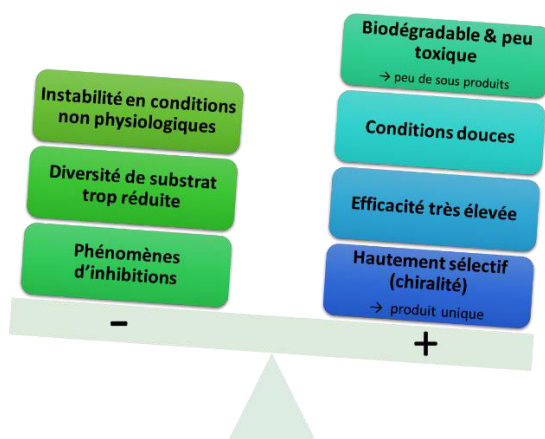 Instabilité en conditions
non physiologiques
Diversité de substrat
trop réduite
Phénomènes
d'inhibitions
-
Biodégradable & peu
toxique
→ peu de sous produits
Conditions douces
Efficacité très élevée
Hautement sélectif
(chiralité)
→ produit unique
+